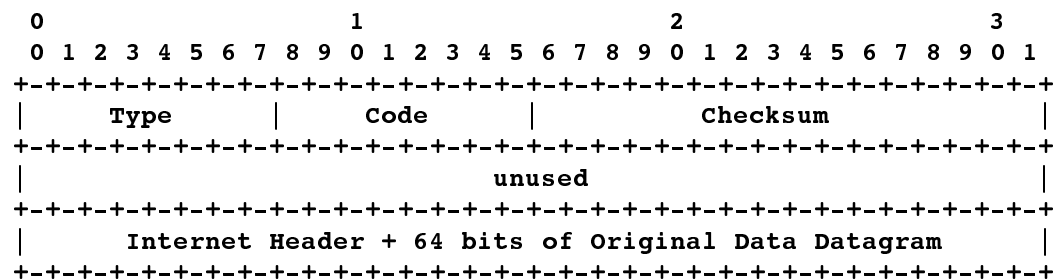 0                   1                   2                   3
 0 1 2 3 4 5 6 7 8 9 0 1 2 3 4 5 6 7 8 9 0 1 2 3 4 5 6 7 8 9 0 1
+-+-+-+-+-+-+-+-+-+-+-+-+-+-+-+-+-+-+-+-+-+-+-+-+-+-+-+-+-+-+-+-+
|     Type      |     Code      |          Checksum             |
+-+-+-+-+-+-+-+-+-+-+-+-+-+-+-+-+-+-+-+-+-+-+-+-+-+-+-+-+-+-+-+-+
|                             unused                            |
+-+-+-+-+-+-+-+-+-+-+-+-+-+-+-+-+-+-+-+-+-+-+-+-+-+-+-+-+-+-+-+-+
|      Internet Header + 64 bits of Original Data Datagram      |
+-+-+-+-+-+-+-+-+-+-+-+-+-+-+-+-+-+-+-+-+-+-+-+-+-+-+-+-+-+-+-+-+